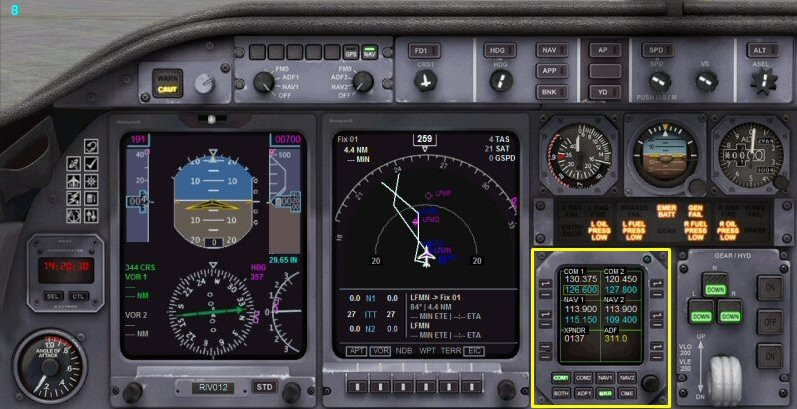 8
WARN
CAUT
GPS NAV
FMS FMS
ADF1 ADF2
NAV1 NAV2
OFF OFF
FD1 HDG NAV AP SPD ALT
CRS1 HDG APP SPD VS ASEL
BNK YD PUSH IAS/M
Honeywell Honeywell
191 00700
29.65 IN
344 CRS HDG
VOR 1 357
---- NM
VOR 2
---- NM
RIV012 STD
Fix 01 259 4 TAS
4.4 NM 21 SAT
--- MIN 0 GSPD
LFMP
LFMD
LFMN
20 20
0.0 N1 0.0 LFMN -> Fix 01
84° | 4.4 NM
27 ITT 27 --- MIN ETE | --:-- ETA
LFMN
0.0 N2 0.0 --- MIN ETE | --:-- ETA
APT VOR NDB WPT TERR EIC
14:20:30
SEL CTL
ANGLE OF
ATTACK
EMER
BATT
GEN
FAIL
L OIL
PRESS
LOW
L FUEL
PRESS
LOW
GEAR
R FUEL
PRESS
LOW
R OIL
PRESS
LOW
COM 1 COM 2
130.375 120.450
126.600 127.800
NAV 1 NAV 2
113.900 113.900
115.150 109.400
XPNDR ADF
0137 311.0
COM1 COM2 NAV1 NAV2
BOTH ADF1 MKR DME
GEAR / HYD
N
DOWN
L R
DOWN DOWN
ON
OFF
ON
UP
VLO
200
VLE
250
DN